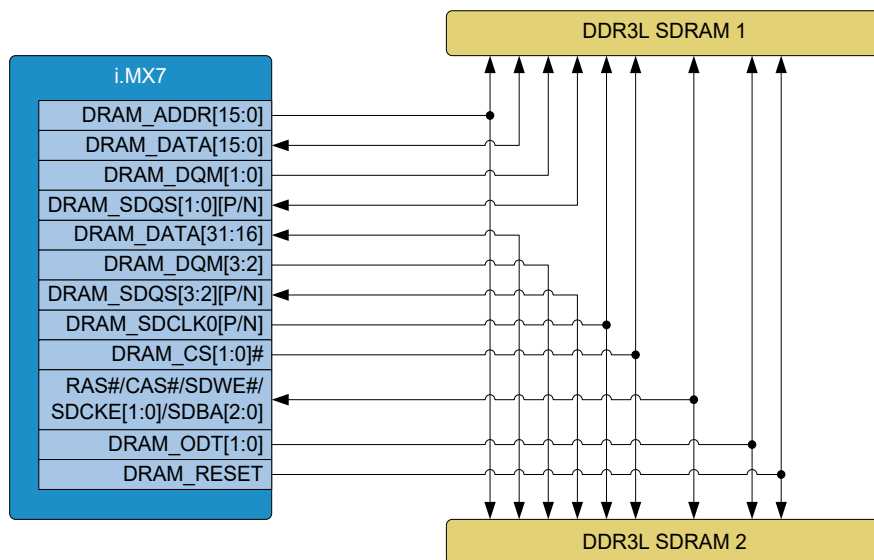 DDR3L SDRAM 1
i.MX7
DRAM_ADDR[15:0]
DRAM_DATA[15:0]
DRAM_DQM[1:0]
DRAM_SDQS[1:0][P/N]
DRAM_DATA[31:16]
DRAM_DQM[3:2]
DRAM_SDQS[3:2][P/N]
DRAM_SDCLK0[P/N]
DRAM_CS[1:0]#
RAS#/CAS#/SDWE#/
SDCKE[1:0]/SDBA[2:0]
DRAM_ODT[1:0]
DRAM_RESET
DDR3L SDRAM 2